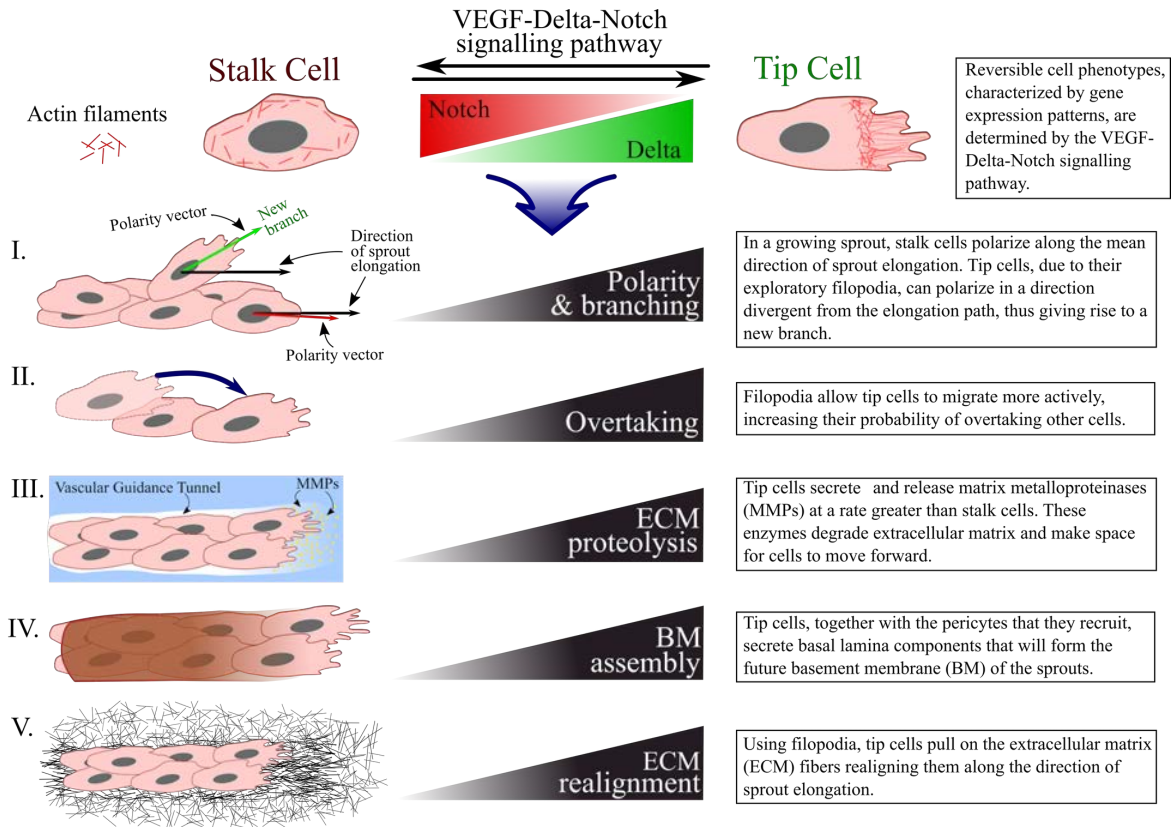 VEGF-Delta-Notch
signalling pathway
Stalk Cell
Tip Cell
Actin filaments
Notch
Delta
Reversible cell phenotypes,
characterized by gene
expression patterns, are
determined by the VEGF-
Delta-Notch signalling
pathway.
I.
Polarity vector
New
branch
Direction
of sprout
elongation
Polarity vector
Polarity
& branching
In a growing sprout, stalk cells polarize along the mean
direction of sprout elongation. Tip cells, due to their
exploratory filopodia, can polarize in a direction
divergent from the elongation path, thus giving rise to a
new branch.
II.
Overtaking
Filopodia allow tip cells to migrate more actively,
increasing their probability of overtaking other cells.
III.
Vascular Guidance Tunnel
MMPs
ECM
proteolysis
Tip cells secrete and release matrix metalloproteinases
(MMPs) at a rate greater than stalk cells. These
enzymes degrade extracellular matrix and make space
for cells to move forward.
IV.
BM
assembly
Tip cells, together with the pericytes that they recruit,
secrete basal lamina components that will form the
future basement membrane (BM) of the sprouts.
V.
ECM
realignment
Using filopodia, tip cells pull on the extracellular matrix
(ECM) fibers realigning them along the direction of
sprout elongation.